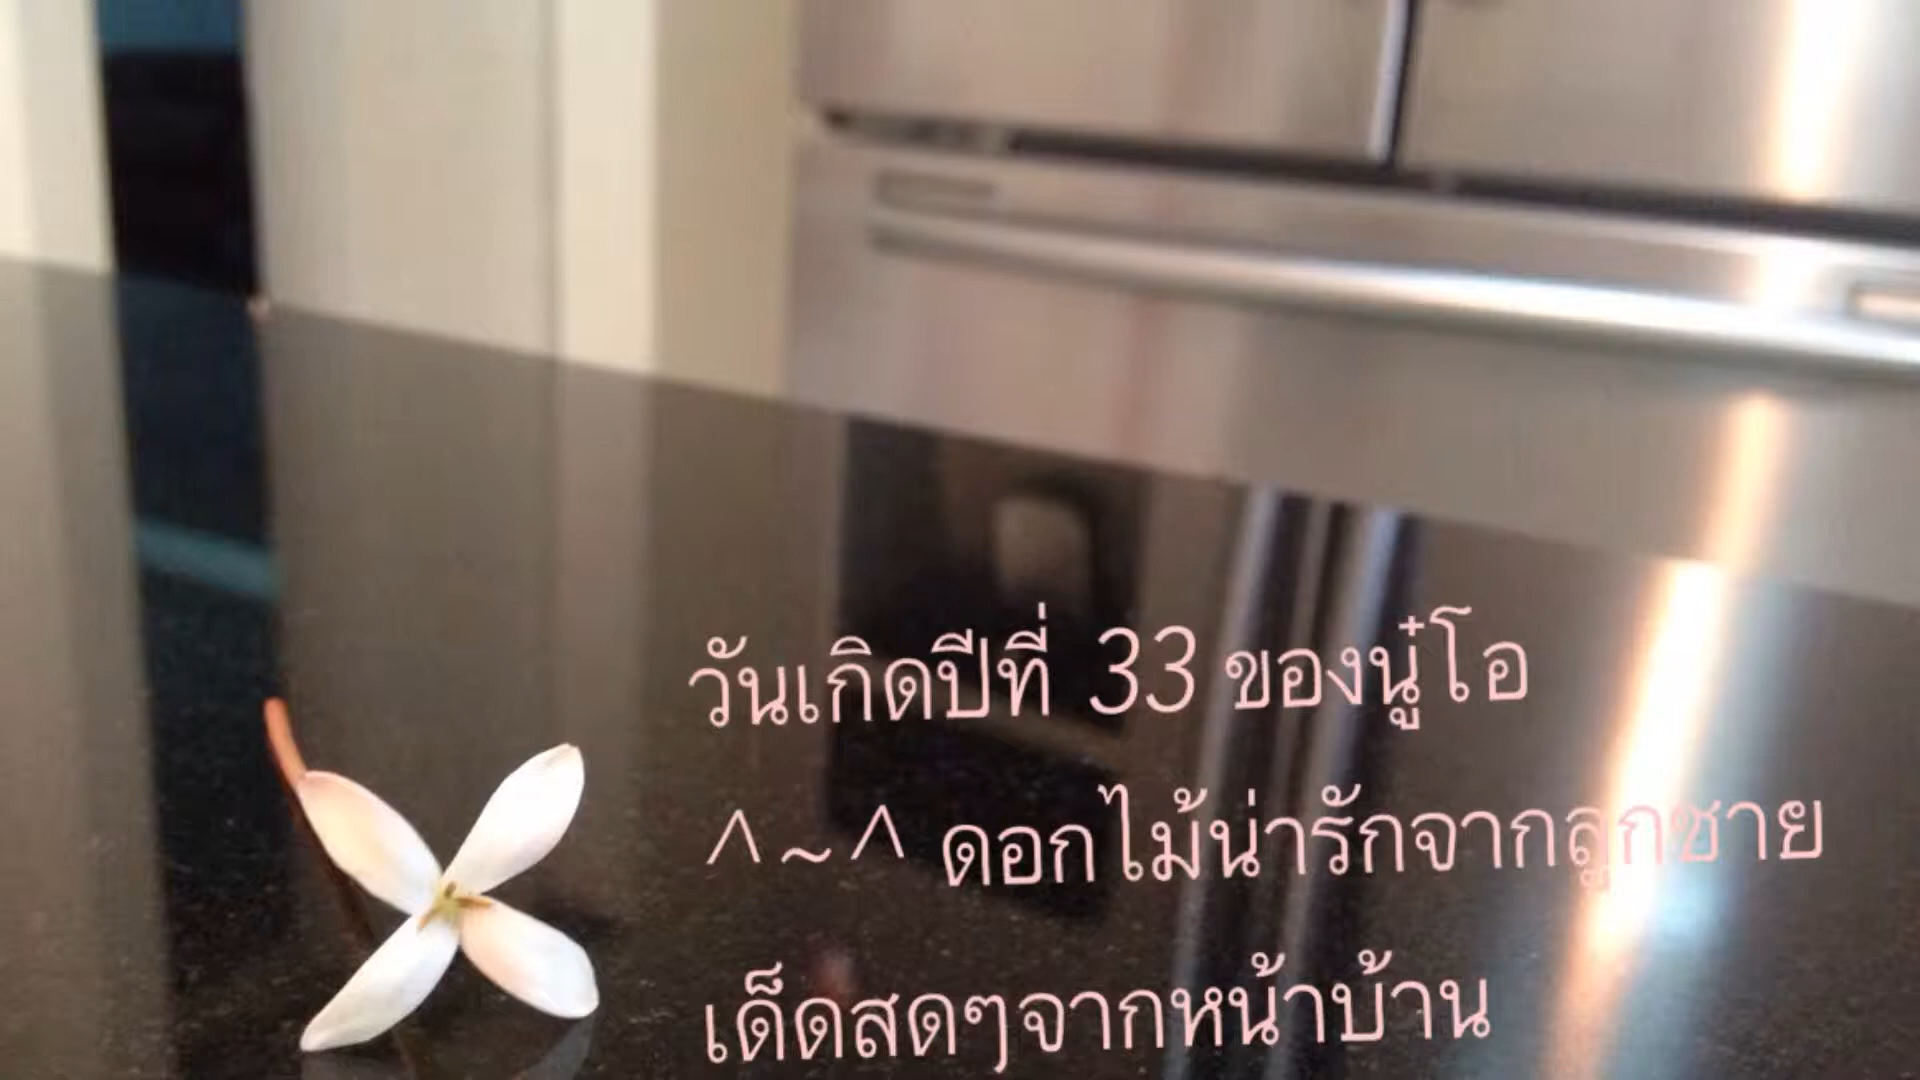 วันเกิดปีที่ 33 ของนู๋โอ
^~^ ดอกไม้น่ารักจากลูกชาย
เด็ดสดๆจากหน้าบ้าน